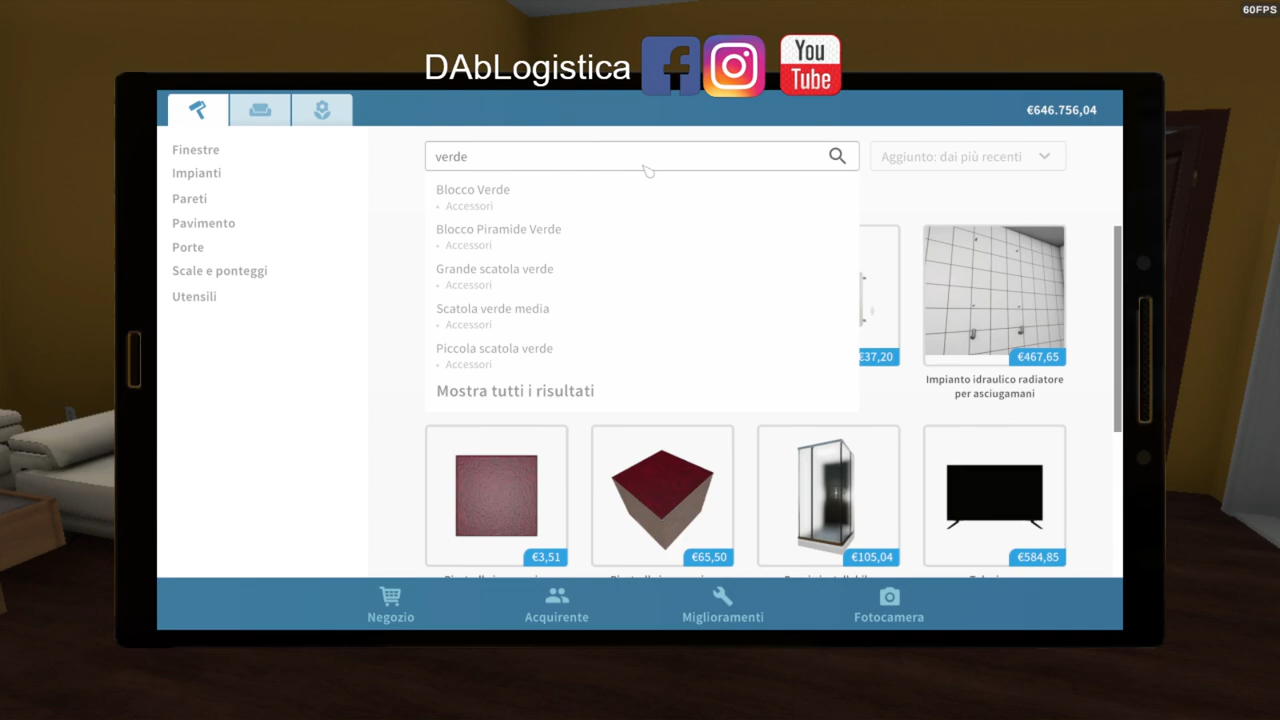 60FPS
DAbLogistica
You
Tube
€646.756,04
Finestre
Impianti
Pareti
Pavimento
Porte
Scale e ponteggi
Utensili
verde
Aggiunto: dai più recenti
Blocco Verde
• Accessori
Blocco Piramide Verde
• Accessori
Grande scatola verde
• Accessori
Scatola verde media
• Accessori
Piccola scatola verde
• Accessori
Mostra tutti i risultati
€37,20
€467,65
Impianto idraulico radiatore
per asciugamani
€3,51
€65,50
€105,04
€584,85
Negozio
Acquirente
Miglioramenti
Fotocamera